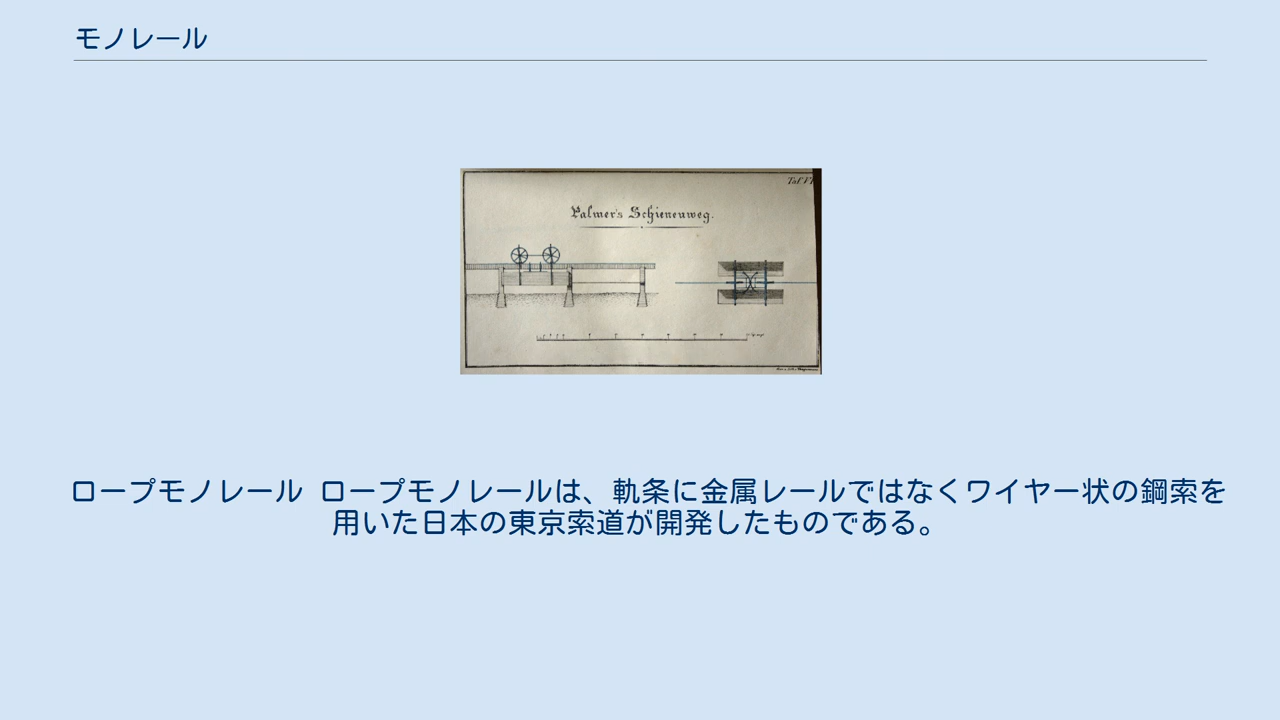 モノレール
Taf VI
Palmer's Schienenweg.
ロープモノレール ロープモノレールは、軌条に金属レールではなくワイヤー状の鋼索を
用いた日本の東京索道が開発したものである。